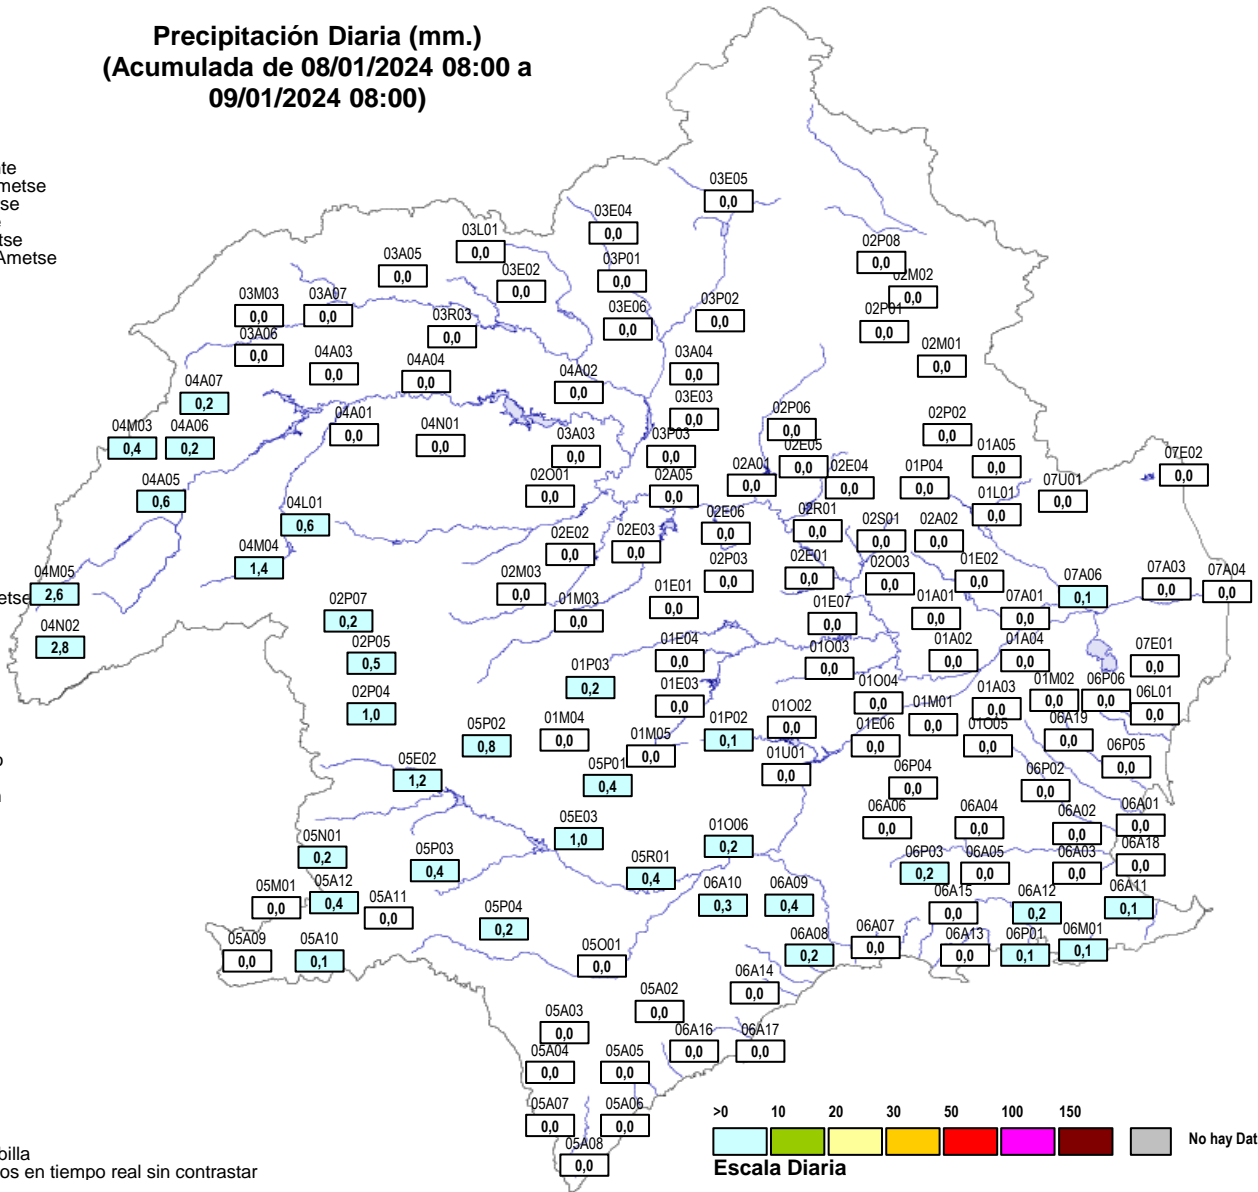 Precipitación Diaria (mm.)
(Acumulada de 08/01/2024 08:00 a
09/01/2024 08:00)
03E05
0,0
03E04
0,0
03L01
0,0
03A05
0,0
03P01
0,0
03E02
0,0
02P08
0,0
02M02
0,0
03M03
0,0
03A07
0,0
03R03
0,0
03E06
0,0
03P02
0,0
02P01
0,0
03A06
0,0
04A03
0,0
04A04
0,0
04A02
0,0
03A04
0,0
02M01
0,0
04A07
0,2
03E03
0,0
04M03
0,4
04A06
0,2
04A01
0,0
04N01
0,0
03A03
0,0
03P03
0,0
02P06
0,0
02P02
0,0
02E05
0,0
01A05
0,0
07E02
0,0
04A05
0,6
02O01
0,0
02A05
0,0
02A01
0,0
02E04
0,0
01P04
0,0
01L01
0,0
07U01
0,0
04L01
0,6
02E02
0,0
02E03
0,0
02E06
0,0
02R01
0,0
02S01
0,0
02A02
0,0
04M04
1,4
04M05
2,6
02M03
0,0
02P03
0,0
02E01
0,0
02O03
0,0
01E02
0,0
07A06
0,1
07A03
0,0
07A04
0,0
02P07
0,2
01M03
0,0
01E01
0,0
01E07
0,0
01A01
0,0
07A01
0,0
04N02
2,8
02P05
0,5
01E04
0,0
01O03
0,0
01A02
0,0
01A04
0,0
07E01
0,0
01P03
0,2
02P04
1,0
01E03
0,0
01O04
0,0
01A03
0,0
01M02
0,0
06P06
0,0
06L01
0,0
05P02
0,8
01M04
0,0
01M05
0,0
01P02
0,1
01O02
0,0
01E06
0,0
01M01
0,0
01O05
0,0
06A19
0,0
05E02
1,2
05P01
0,4
01U01
0,0
06P04
0,0
06P02
0,0
06P05
0,0
05E03
1,0
01O06
0,2
06A06
0,0
06A04
0,0
06A02
0,0
06A01
0,0
05N01
0,2
05P03
0,4
05R01
0,4
06P03
0,2
06A05
0,0
06A03
0,0
06A18
0,0
05M01
0,0
05A12
0,4
05A11
0,0
06A10
0,3
06A09
0,4
06A15
0,0
06A12
0,2
06A11
0,1
05P04
0,2
05A09
0,0
05A10
0,1
05O01
0,0
06A08
0,2
06A07
0,0
06A13
0,0
06P01
0,1
06M01
0,1
06A14
0,0
05A02
0,0
05A03
0,0
06A16
0,0
06A17
0,0
05A04
0,0
05A05
0,0
05A07
0,0
05A06
0,0
05A08
0,0
>0 10 20 30 50 100 150
No hay Dat
Escala Diaria
billa
os en tiempo real sin contrastar
te
metse
se
tse
Ametse
etse